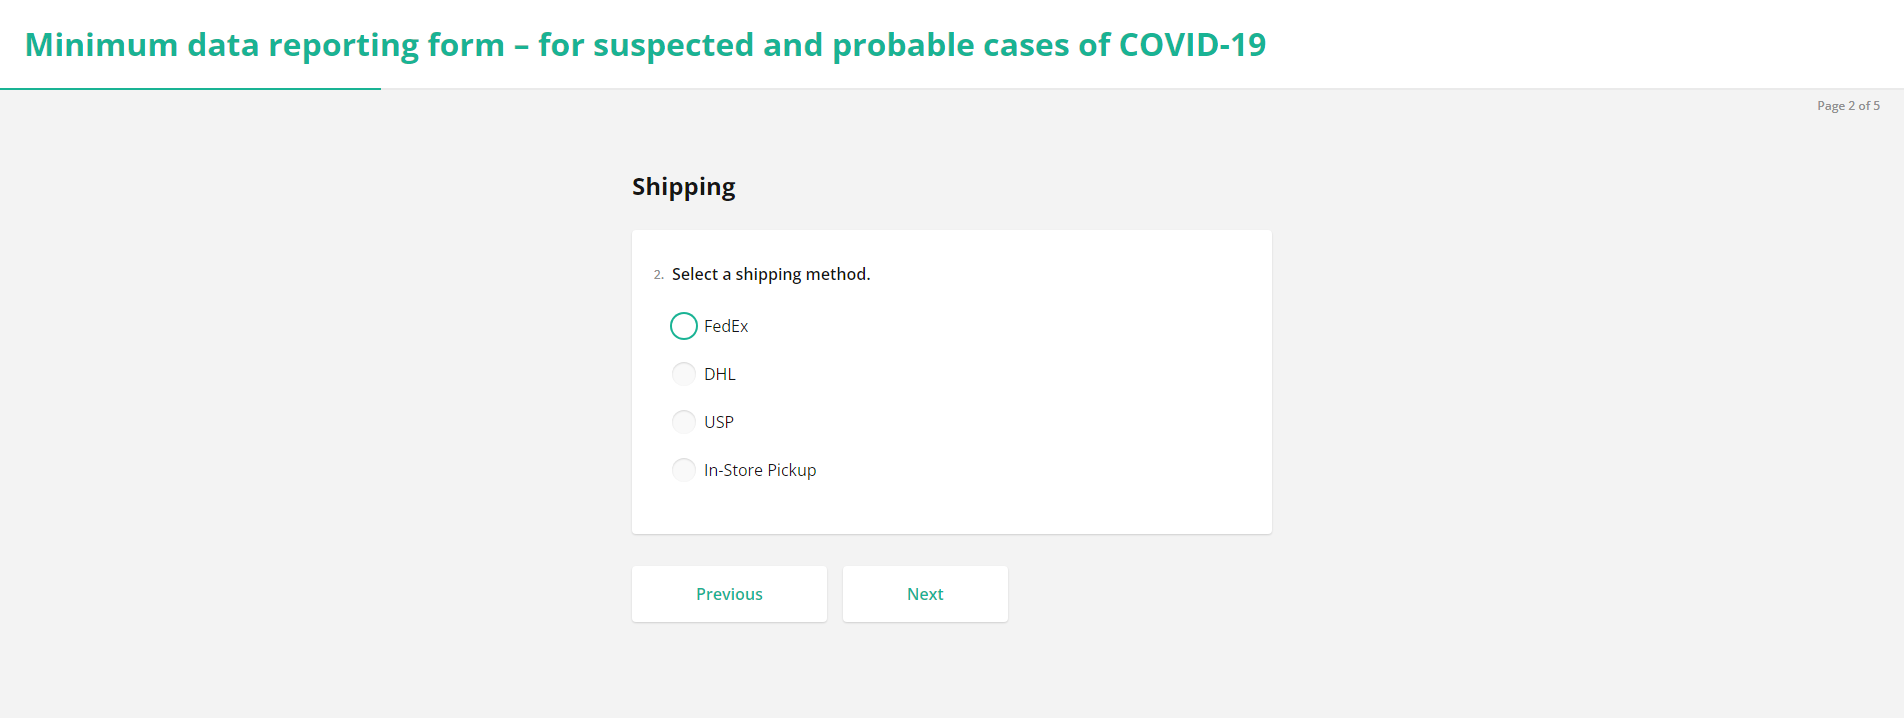 Minimum data reporting form – for suspected and probable cases of COVID-19
Page 2 of 5
Shipping
2. Select a shipping method.
FedEx
DHL
USP
In-Store Pickup
Previous
Next